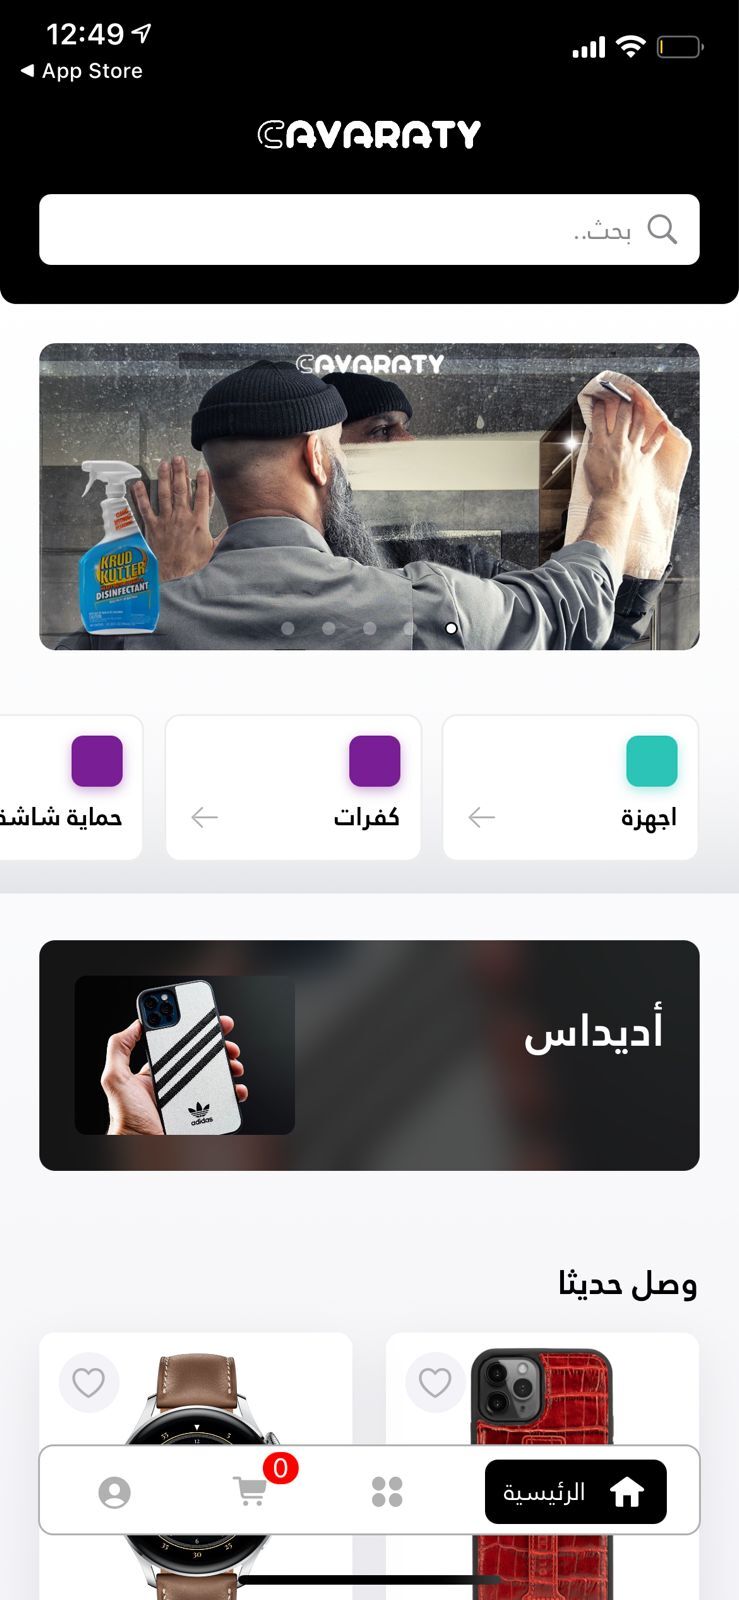 12:49
App Store
CAVARATY
بحث..
CAVARATY
KRUD
KUTTER
DISINFECTANT
اجهزة
كفرات
حماية شاشة
أديداس
adidas
وصل حديثا
0
الرئيسية